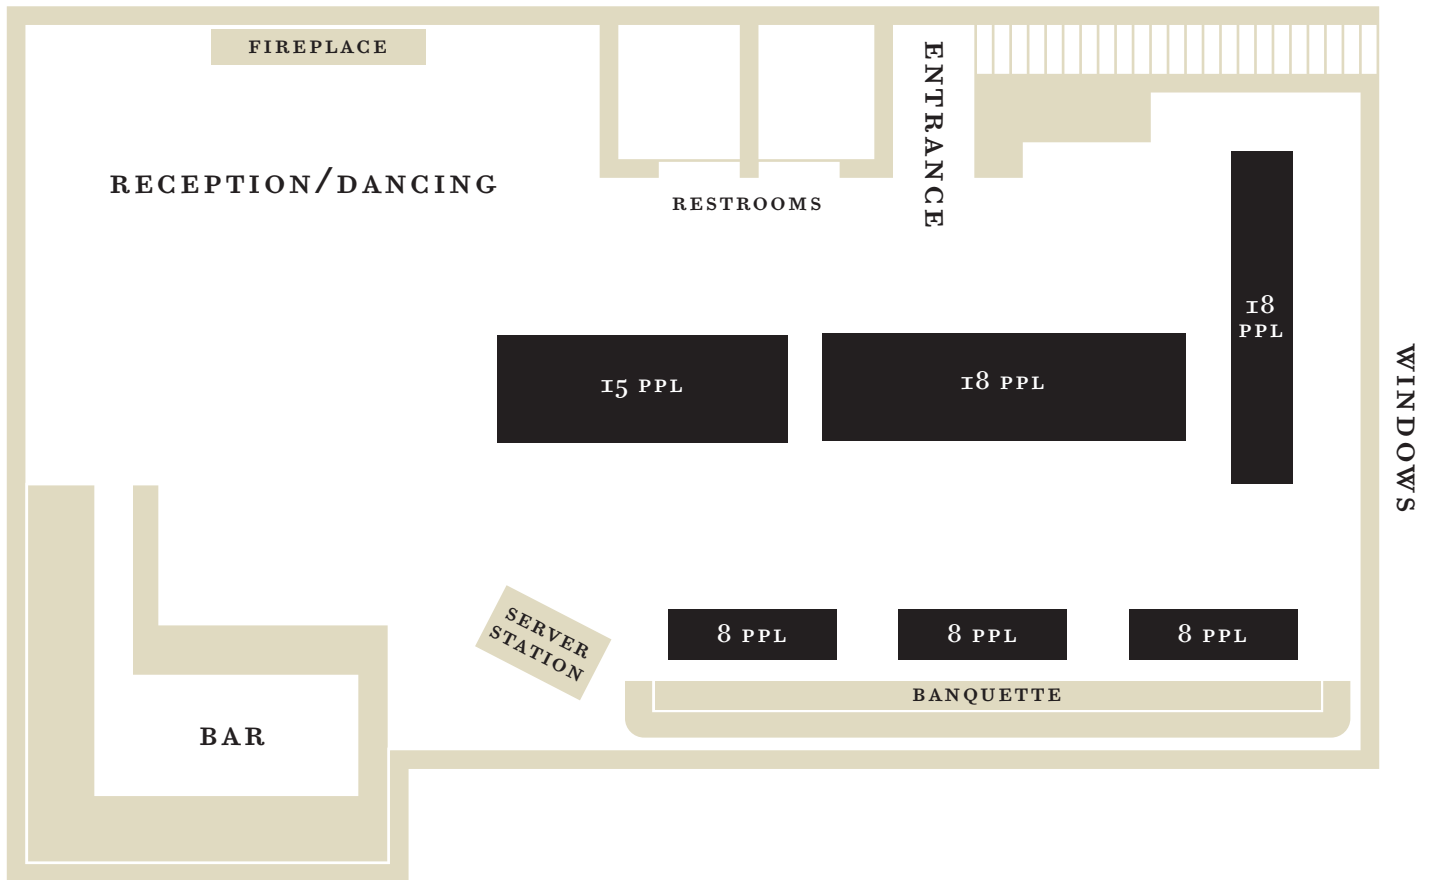 FIREPLACE
ENTRANCE
RECEPTION/DANCING
RESTROOMS
18
PPL
15 PPL
18 PPL
WINDOWS
SERVER
STATION
8 PPL
8 PPL
8 PPL
BANQUETTE
BAR